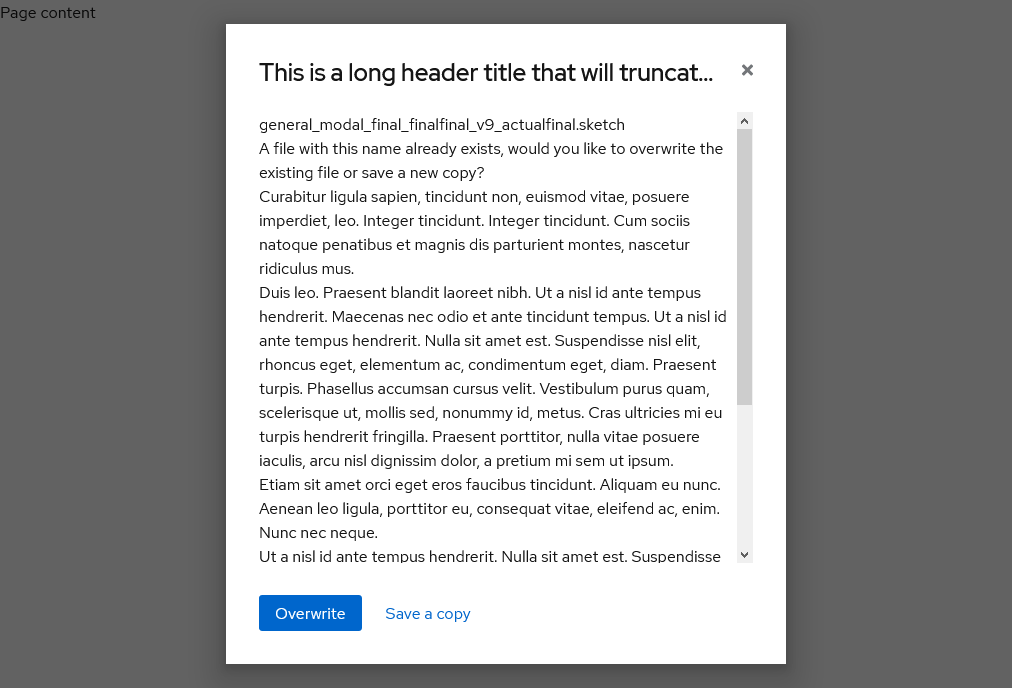 Page content
This is a long header title that will truncat...
general_modal_final_finalfinal_v9_actualfinal.sketch
A file with this name already exists, would you like to overwrite the
existing file or save a new copy?
Curabitur ligula sapien, tincidunt non, euismod vitae, posuere
imperdiet, leo. Integer tincidunt. Integer tincidunt. Cum sociis
natoque penatibus et magnis dis parturient montes, nascetur
ridiculus mus.
Duis leo. Praesent blandit laoreet nibh. Ut a nisl id ante tempus
hendrerit. Maecenas nec odio et ante tincidunt tempus. Ut a nisl id
ante tempus hendrerit. Nulla sit amet est. Suspendisse nisl elit,
rhoncus eget, elementum ac, condimentum eget, diam. Praesent
turpis. Phasellus accumsan cursus velit. Vestibulum purus quam,
scelerisque ut, mollis sed, nonummy id, metus. Cras ultricies mi eu
turpis hendrerit fringilla. Praesent porttitor, nulla vitae posuere
iaculis, arcu nisl dignissim dolor, a pretium mi sem ut ipsum.
Etiam sit amet orci eget eros faucibus tincidunt. Aliquam eu nunc.
Aenean leo ligula, porttitor eu, consequat vitae, eleifend ac, enim.
Nunc nec neque.
Ut a nisl id ante tempus hendrerit. Nulla sit amet est. Suspendisse
Overwrite
Save a copy